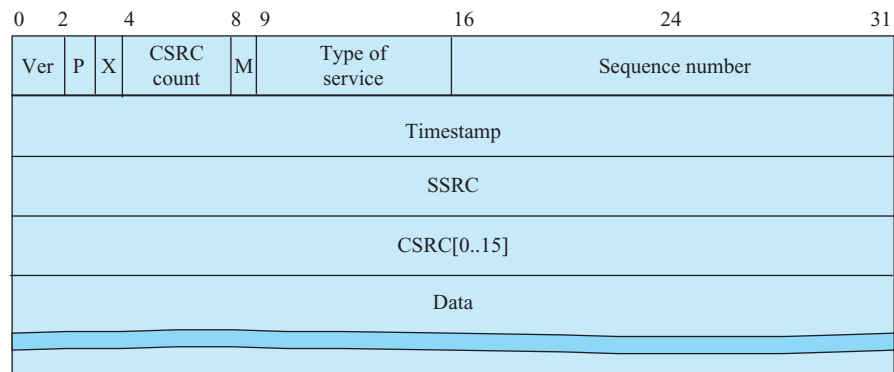 0 2 4 8 9 16 24 31
Ver P X CSRC count M Type of service Sequence number
Timestamp
SSRC
CSRC[0..15]
Data